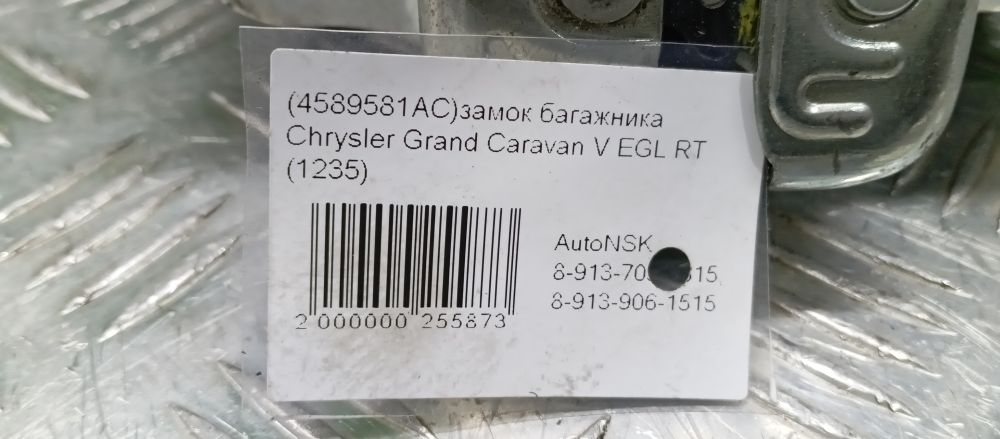 (4589581AC)замок багажника
Chrysler Grand Caravan V EGL RT
(1235)
AutoNSK
8-913-906-1515
2 000000 255873